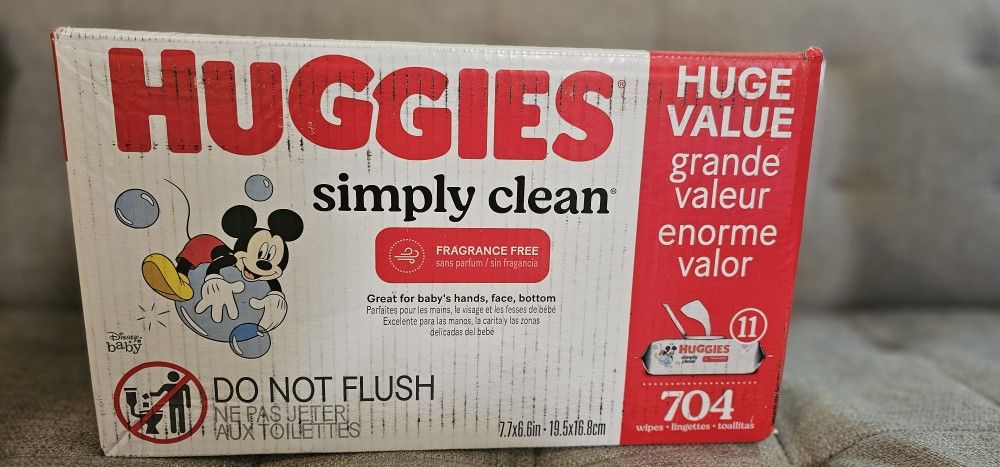 HUGGIES®
simply clean®
FRAGRANCE FREE
sans parfum / sin fragancia
Great for baby's hands, face, bottom
Parfaites pour les mains, le visage et les fesses de bébé
Excelente para las manos, la carita y las zonas
delicadas del bebé
Disney
baby
DO NOT FLUSH
NE PAS JETER
AUX TOILETTES
7.7x6.6in • 19.5x16.8cm
HUGE
VALUE
grande
valeur
enorme
valor
11
HUGGIES
simply
clean
704
wipes • lingettes • toallitas